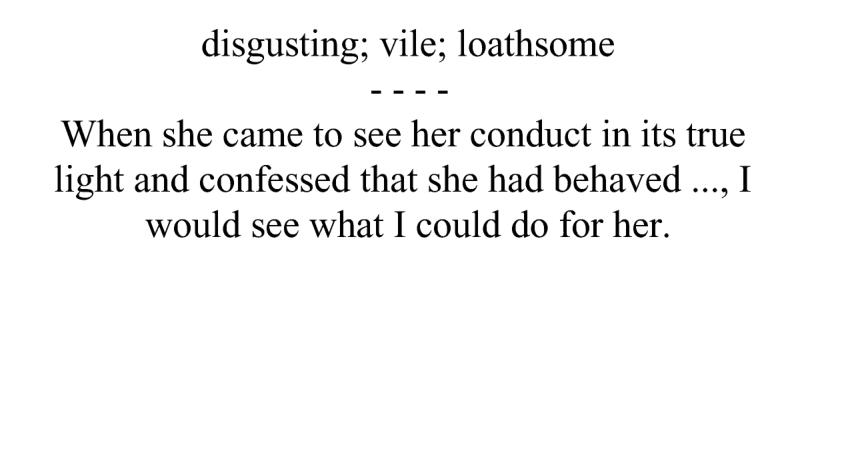 disgusting; vile; loathsome
- - - -
When she came to see her conduct in its true
light and confessed that she had behaved ..., I
would see what I could do for her.